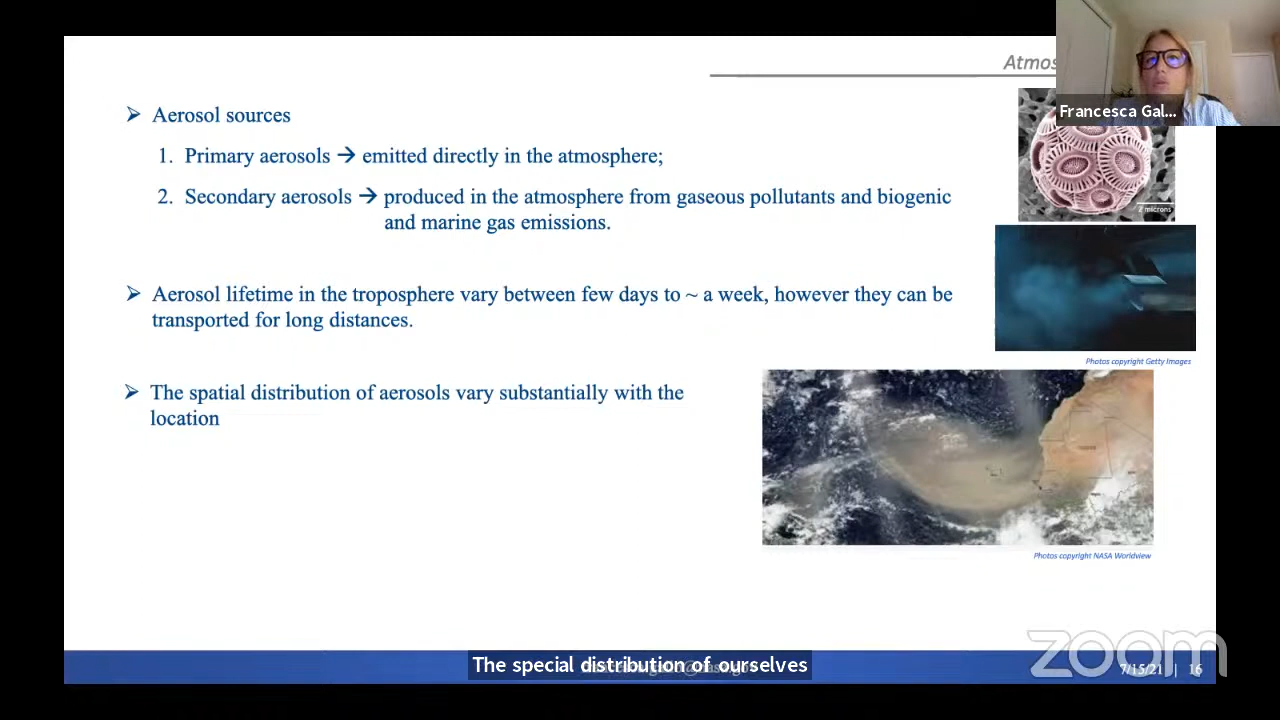 Atmos
Francesca Gal...
➢ Aerosol sources
1. Primary aerosols → emitted directly in the atmosphere;
2. Secondary aerosols → produced in the atmosphere from gaseous pollutants and biogenic
and marine gas emissions.
2 microns
➢ Aerosol lifetime in the troposphere vary between few days to ~ a week, however they can be
transported for long distances.
Photos copyright Getty Images
➢ The spatial distribution of aerosols vary substantially with the
location
Photos copyright NASA Worldview
The special distribution of ourselves
zoom
7/15/21 | 16